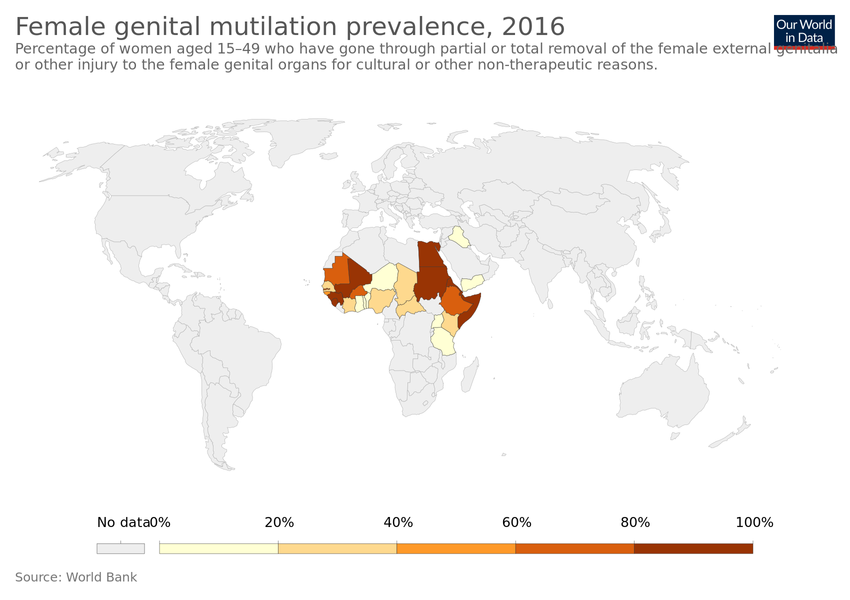 Female genital mutilation prevalence, 2016
Our World
in Data
Percentage of women aged 15–49 who have gone through partial or total removal of the female external genitalia
or other injury to the female genital organs for cultural or other non-therapeutic reasons.
No data 0% 20% 40% 60% 80% 100%
Source: World Bank